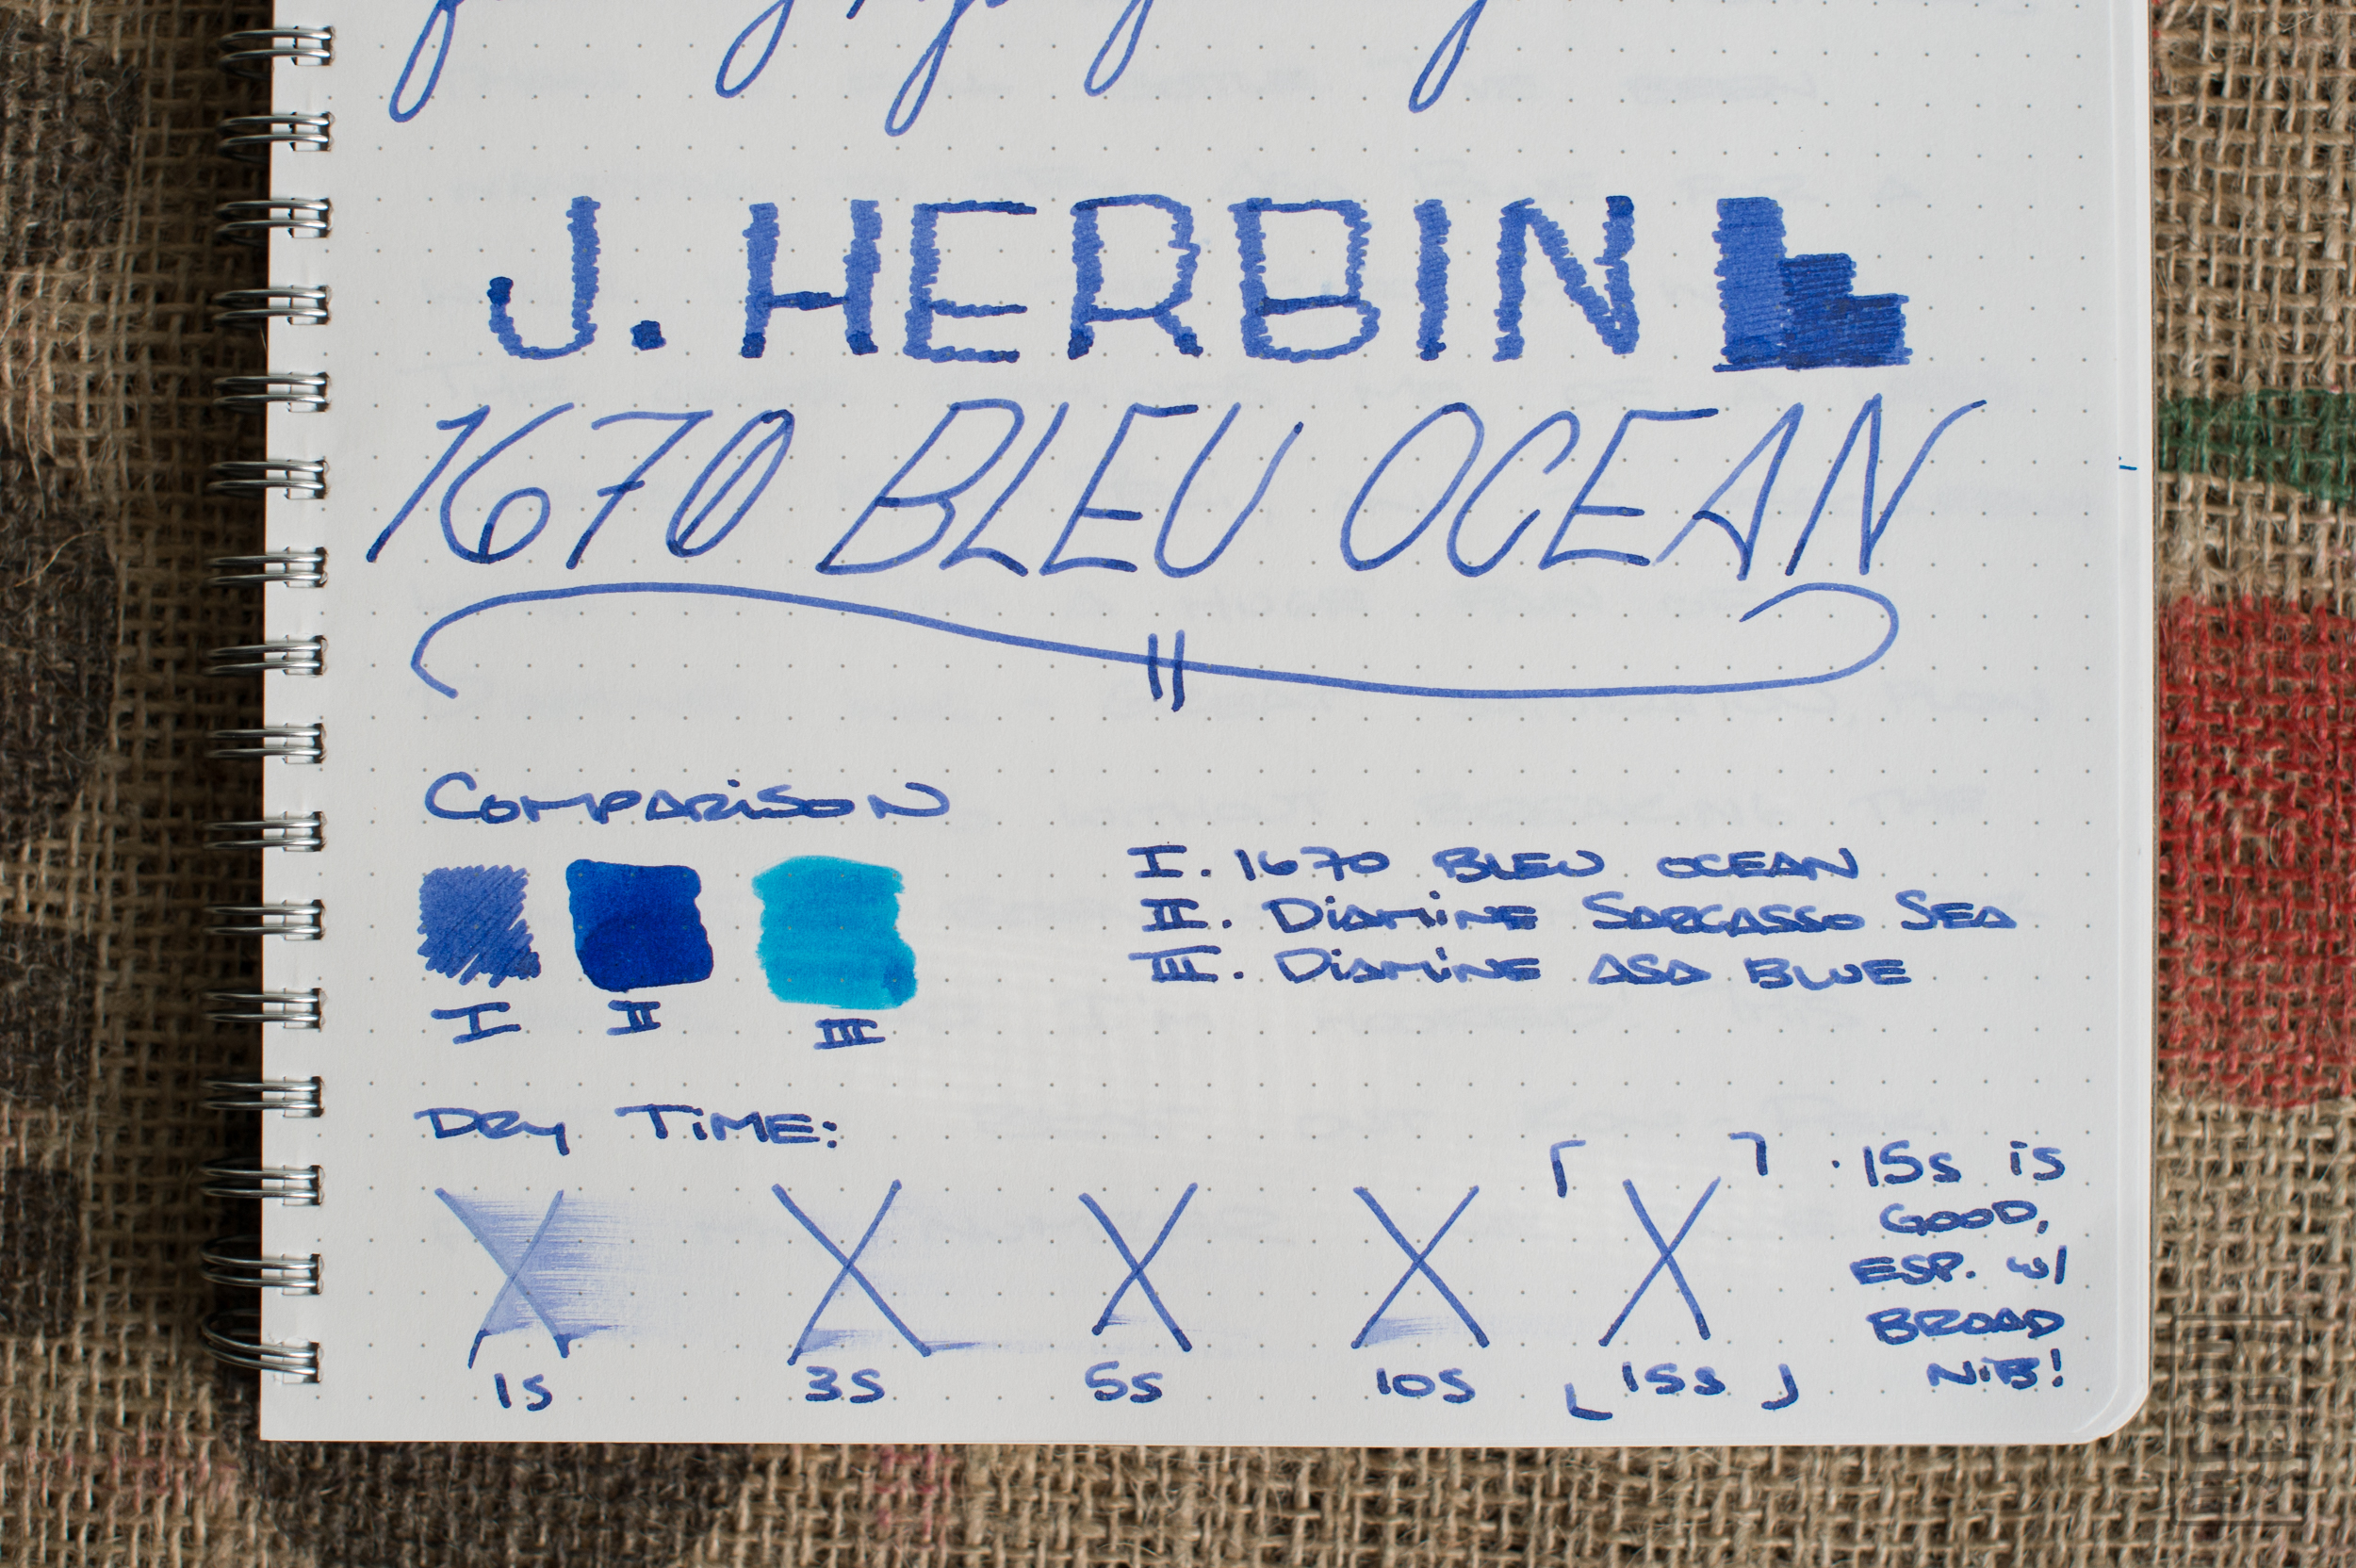 J. HERBIN
1670 BLEU OCEAN
COMPARISON
I. 1670 BLEU OCEAN
II. DIAMINE SARGASSO SEA
III. DIAMINE ASA BLUE
I II III
DRY TIME:
1s 3s 5s 10s 15s
· 15s is
GOOD,
ESP. w/
BROAD
NIB!